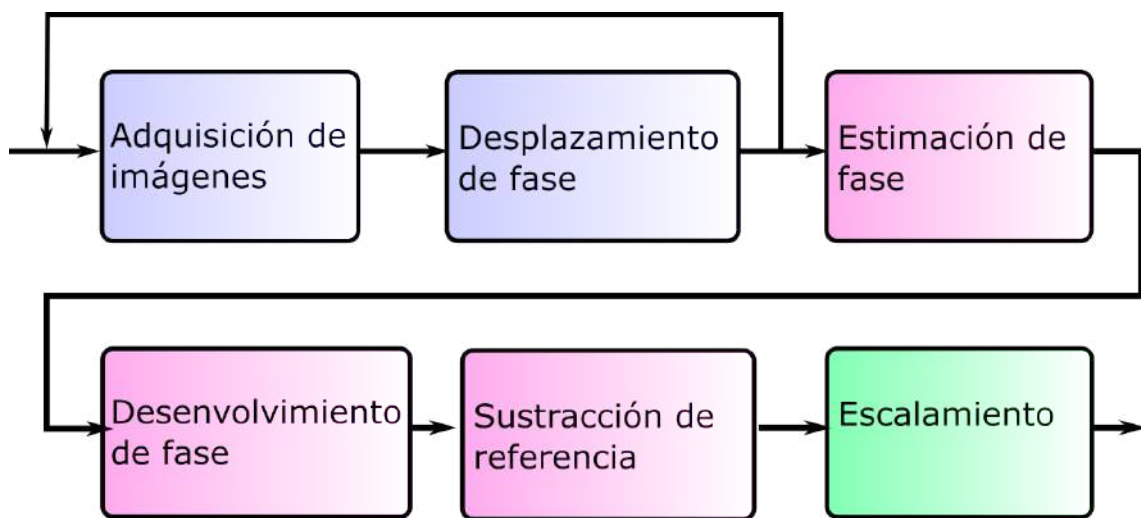 Adquisición de
imágenes
Desplazamiento
de fase
Estimación de
fase
Desenvolvimiento
de fase
Sustracción de
referencia
Escalamiento